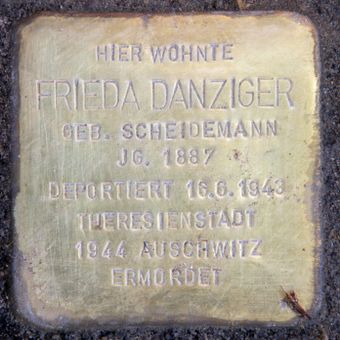 HIER WOHNTE
FRIEDA DANZIGER
GEB. SCHEIDEMANN
JG. 1887
DEPORTIERT 16.6.1943
THERESIENSTADT
1944 AUSCHWITZ
ERMORDET